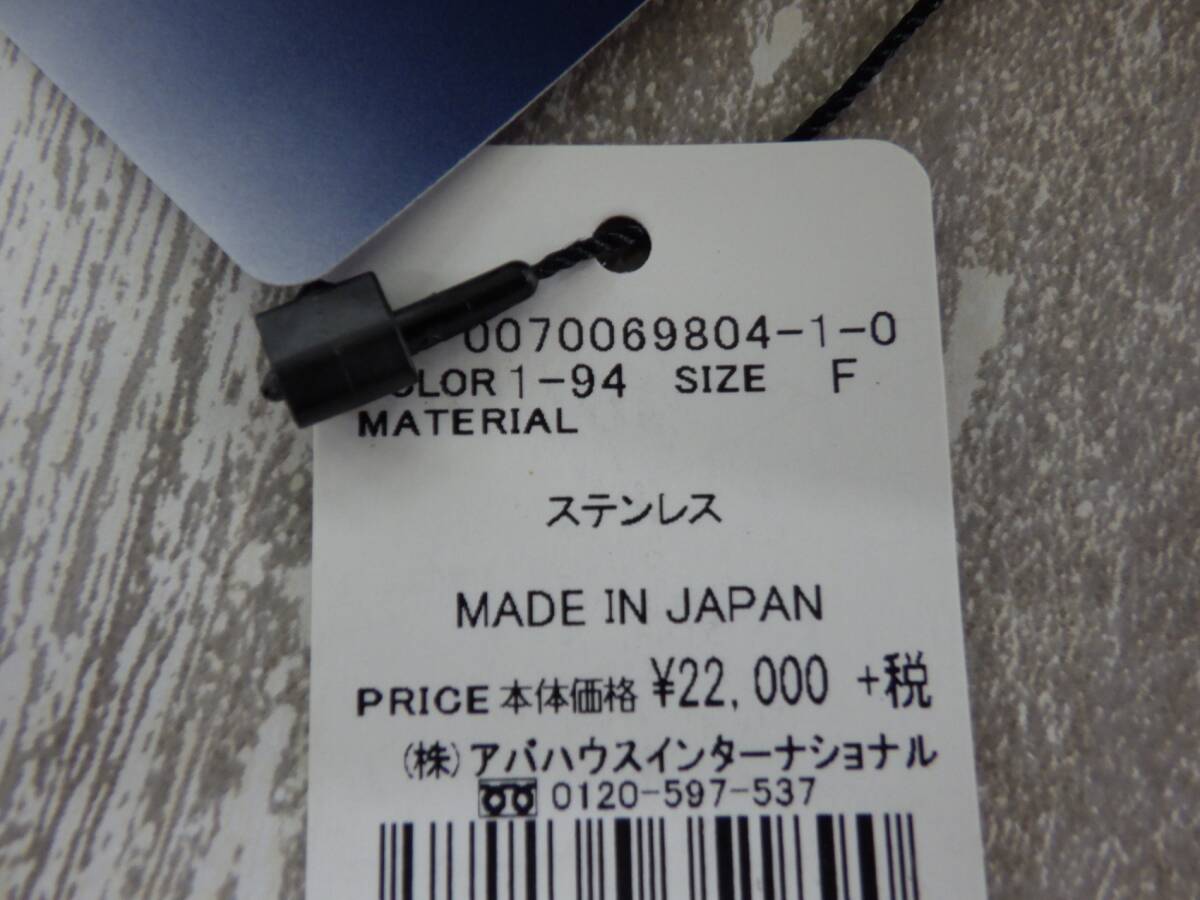 0070069804-1-0
COLOR 1-94 SIZE F
MATERIAL
ステンレス
MADE IN JAPAN
PRICE 本体価格 ¥22,000 +税
(株)アバハウスインターナショナル
0120-597-537